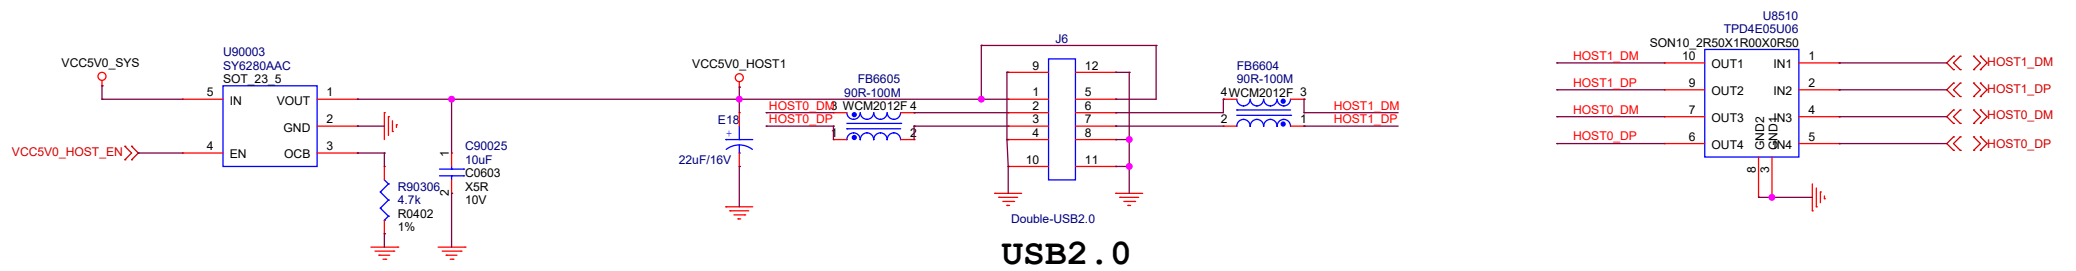 U90003
SY6280AAC
SOT_23_5
VCC5V0_SYS
5 IN VOUT 1
GND 2
VCC5V0_HOST_EN 4 EN OCB 3
R90306
4.7k
R0402
1%
1
2
C90025
10uF
C0603
X5R
10V
VCC5V0_HOST1
E18
+
22uF/16V
FB6605
90R-100M
HOST0_DM 3 WCM2012F 4
HOST0_DP 1 2
J6
9 12
1 5
2 6
3 7
4 8
10 11
Double-USB2.0
USB2.0
FB6604
90R-100M
4 WCM2012F 3 HOST1_DM
2 1 HOST1_DP
U8510
TPD4E05U06
SON10_2R50X1R00X0R50
HOST1_DM 10 OUT1 IN1 1 HOST1_DM
HOST1_DP 9 OUT2 IN2 2 HOST1_DP
HOST0_DM 7 OUT3 IN3 4 HOST0_DM
HOST0_DP 6 OUT4 IN4 5 HOST0_DP
GND2 GND1
8 3